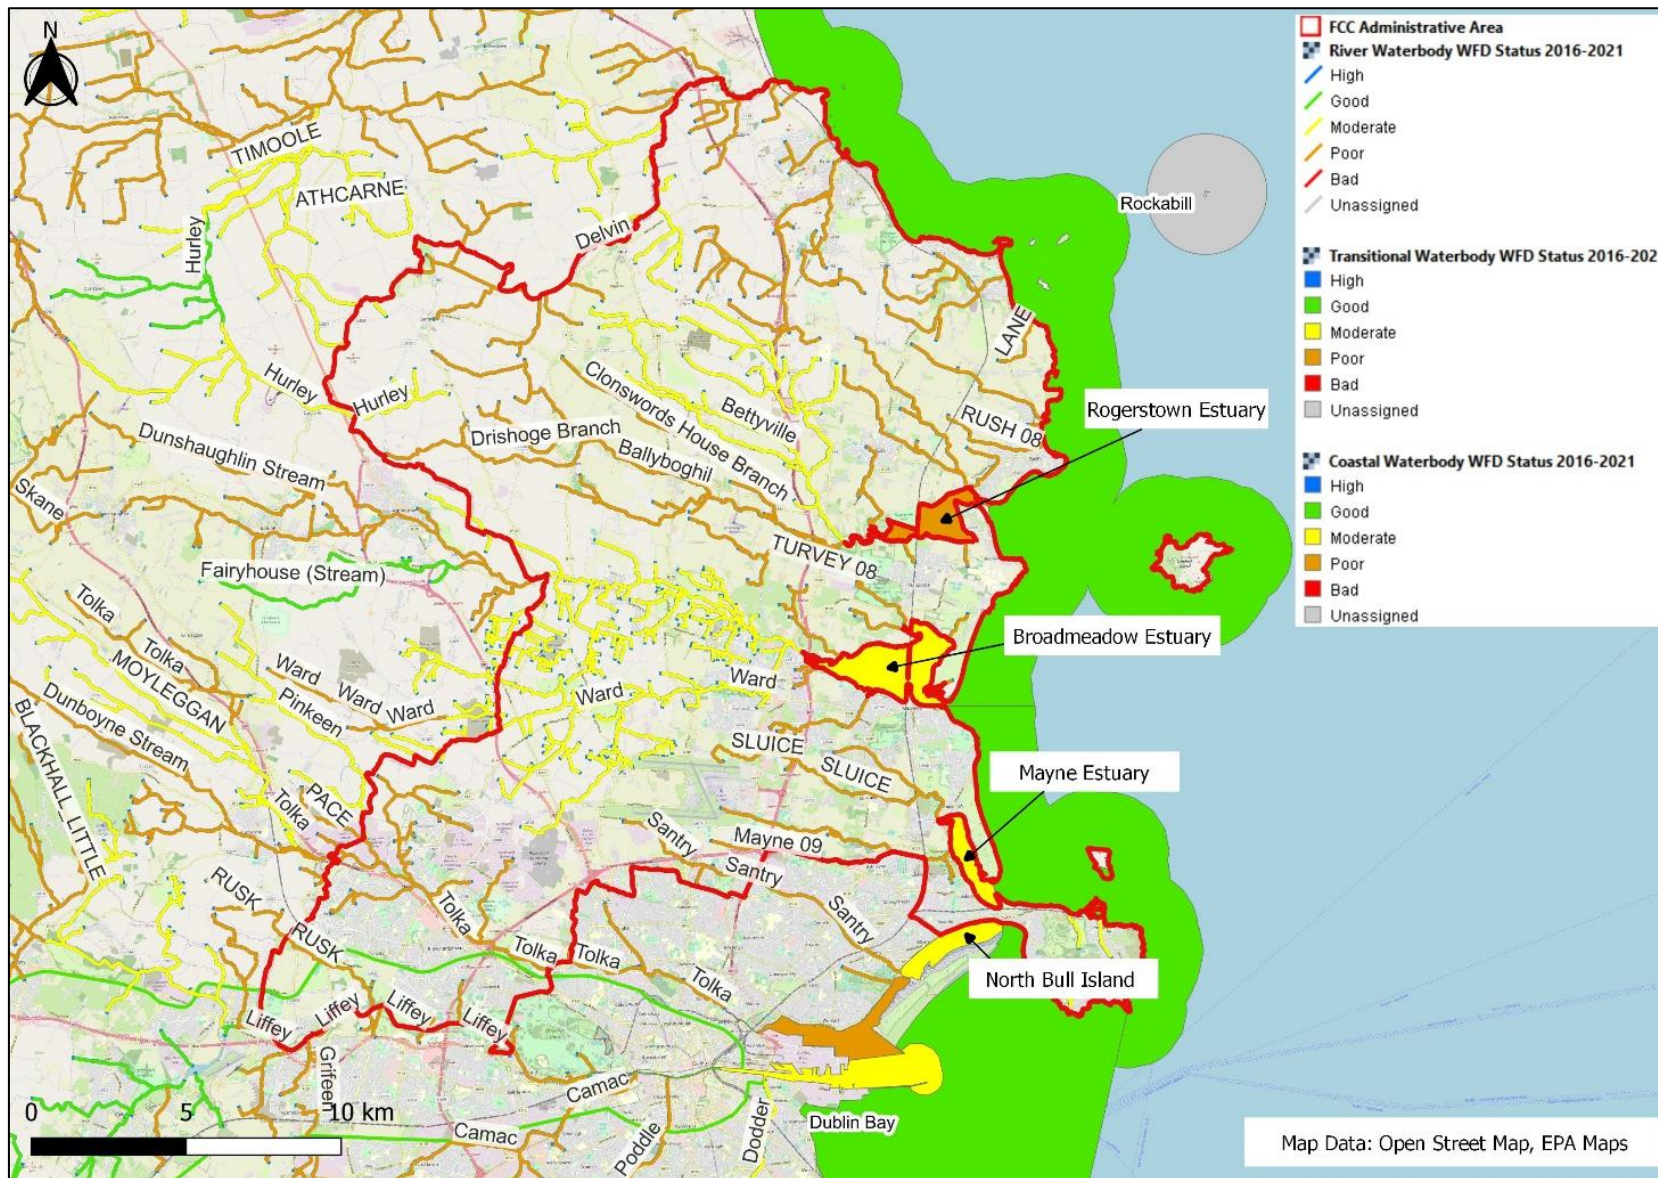 N
FCC Administrative Area
River Waterbody WFD Status 2016-2021
High
Good
Moderate
Poor
Bad
Unassigned
Transitional Waterbody WFD Status 2016-202
High
Good
Moderate
Poor
Bad
Unassigned
Coastal Waterbody WFD Status 2016-2021
High
Good
Moderate
Poor
Bad
Unassigned
TIMOOLE
ATHCARNE
Hurley
Delvin
Rockabill
LANE
Hurley
Hurley
Rogerstown Estuary
Clonswords House Branch
Bettyville
RUSH 08
Drishoge Branch
Ballyboghil
Dunshaughlin Stream
Skane
TURVEY 08
Fairyhouse (Stream)
Tolka
Tolka
Broadmeadow Estuary
MOYLEGGAN
Ward
Ward
Ward
Ward
Ward
Pinkeen
Dunboyne Stream
BLACKHALL_LITTLE
SLUICE
SLUICE
Mayne Estuary
PACE
Tolka
Santry
Mayne 09
Santry
Santry
RUSK
RUSK
Tolka
Tolka
Tolka
Tolka
North Bull Island
Liffey
Liffey
Liffey
Liffey
Grifeen
Camac
Camac
Poddle
Dodder
Dublin Bay
0 5 10 km
Map Data: Open Street Map, EPA Maps